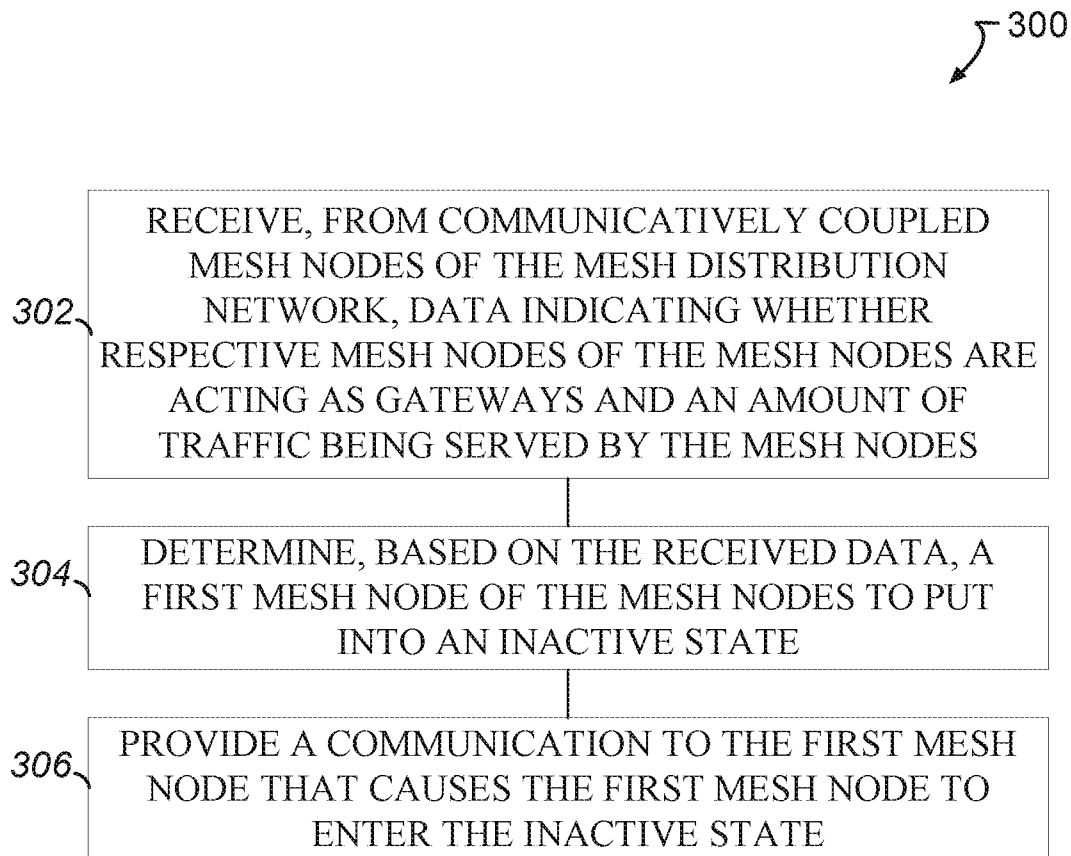 300
RECEIVE, FROM COMMUNICATIVELY COUPLED
MESH NODES OF THE MESH DISTRIBUTION
302
NETWORK, DATA INDICATING WHETHER
RESPECTIVE MESH NODES OF THE MESH NODES ARE
ACTING AS GATEWAYS AND AN AMOUNT OF
TRAFFIC BEING SERVED BY THE MESH NODES
304
DETERMINE, BASED ON THE RECEIVED DATA, A
FIRST MESH NODE OF THE MESH NODES TO PUT
INTO AN INACTIVE STATE
306
PROVIDE A COMMUNICATION TO THE FIRST MESH
NODE THAT CAUSES THE FIRST MESH NODE TO
ENTER THE INACTIVE STATE